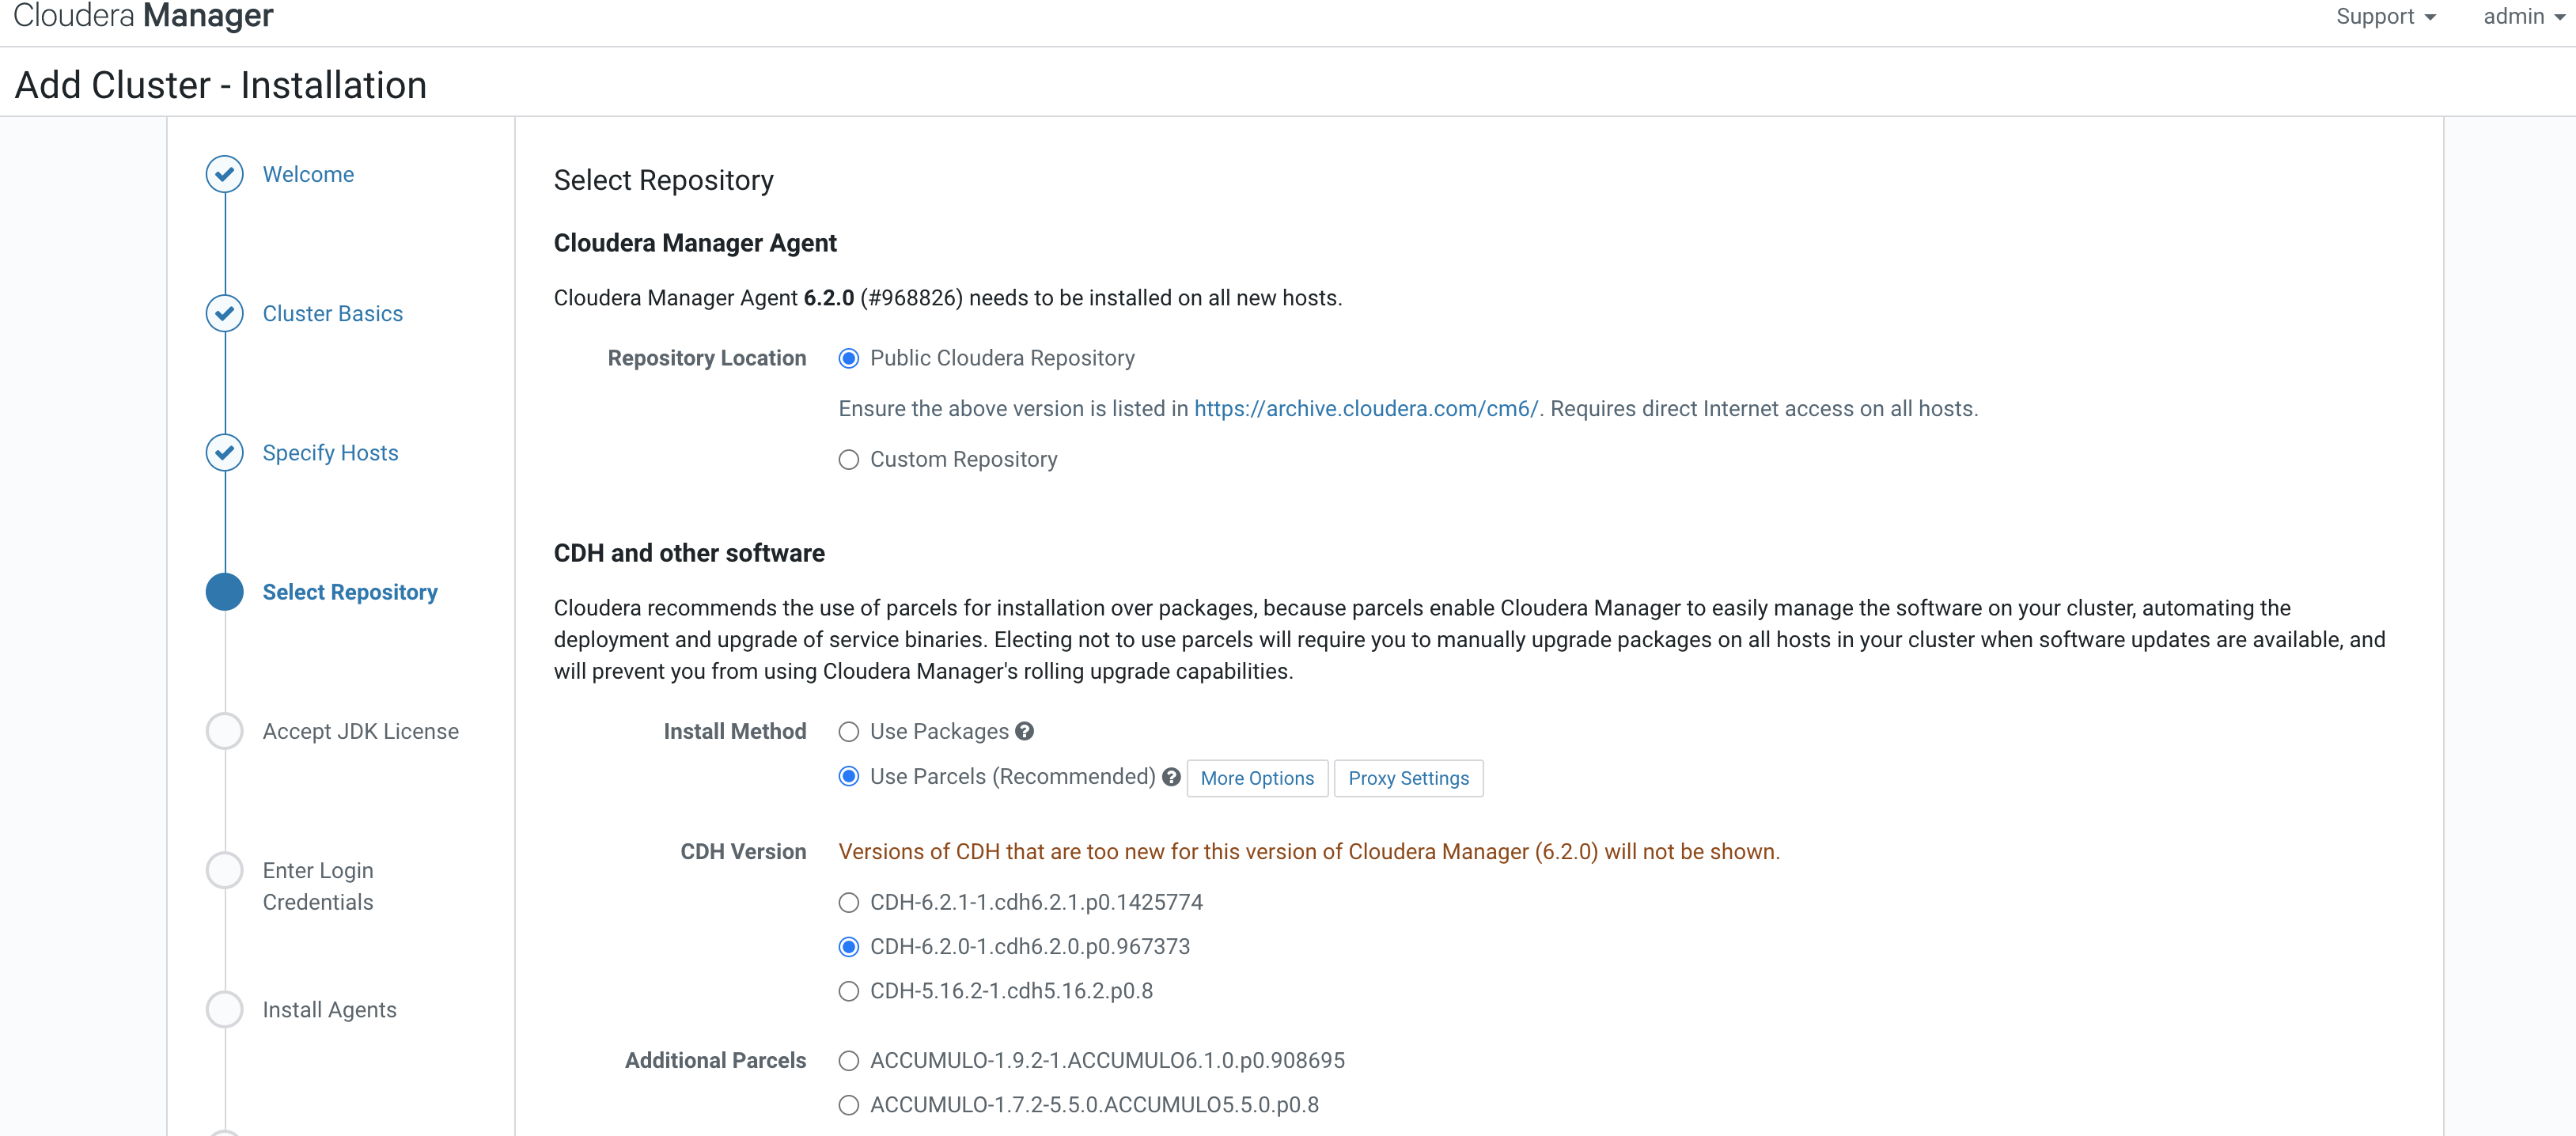 Cloudera Manager
Support
admin
Add Cluster - Installation
Welcome
Cluster Basics
Specify Hosts
Select Repository
Accept JDK License
Enter Login
Credentials
Install Agents
Select Repository
Cloudera Manager Agent
Cloudera Manager Agent 6.2.0 (#968826) needs to be installed on all new hosts.
Repository Location
Public Cloudera Repository
Ensure the above version is listed in https://archive.cloudera.com/cm6/. Requires direct Internet access on all hosts.
Custom Repository
CDH and other software
Cloudera recommends the use of parcels for installation over packages, because parcels enable Cloudera Manager to easily manage the software on your cluster, automating the
deployment and upgrade of service binaries. Electing not to use parcels will require you to manually upgrade packages on all hosts in your cluster when software updates are available, and
will prevent you from using Cloudera Manager's rolling upgrade capabilities.
Install Method
Use Packages ?
Use Parcels (Recommended) ? More Options Proxy Settings
CDH Version
Versions of CDH that are too new for this version of Cloudera Manager (6.2.0) will not be shown.
CDH-6.2.1-1.cdh6.2.1.p0.1425774
CDH-6.2.0-1.cdh6.2.0.p0.967373
CDH-5.16.2-1.cdh5.16.2.p0.8
Additional Parcels
ACCUMULO-1.9.2-1.ACCUMULO6.1.0.p0.908695
ACCUMULO-1.7.2-5.5.0.ACCUMULO5.5.0.p0.8